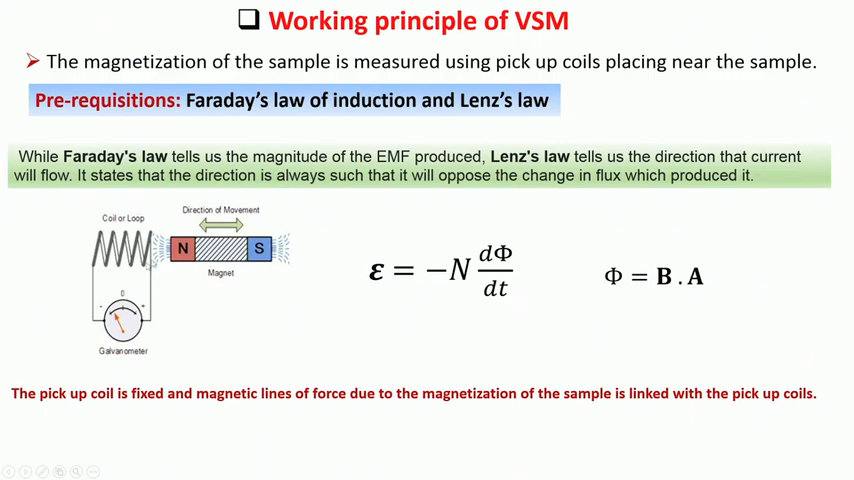 Working principle of VSM
The magnetization of the sample is measured using pick up coils placing near the sample.
Pre-requisitions: Faraday's law of induction and Lenz's law
While Faraday's law tells us the magnitude of the EMF produced, Lenz's law tells us the direction that current
will flow. It states that the direction is always such that it will oppose the change in flux which produced it.
Direction of Movement
Coil or Loop
N S
Magnet
0
- +
Galvanometer
ε = −N dΦ/dt
Φ = B . A
The pick up coil is fixed and magnetic lines of force due to the magnetization of the sample is linked with the pick up coils.